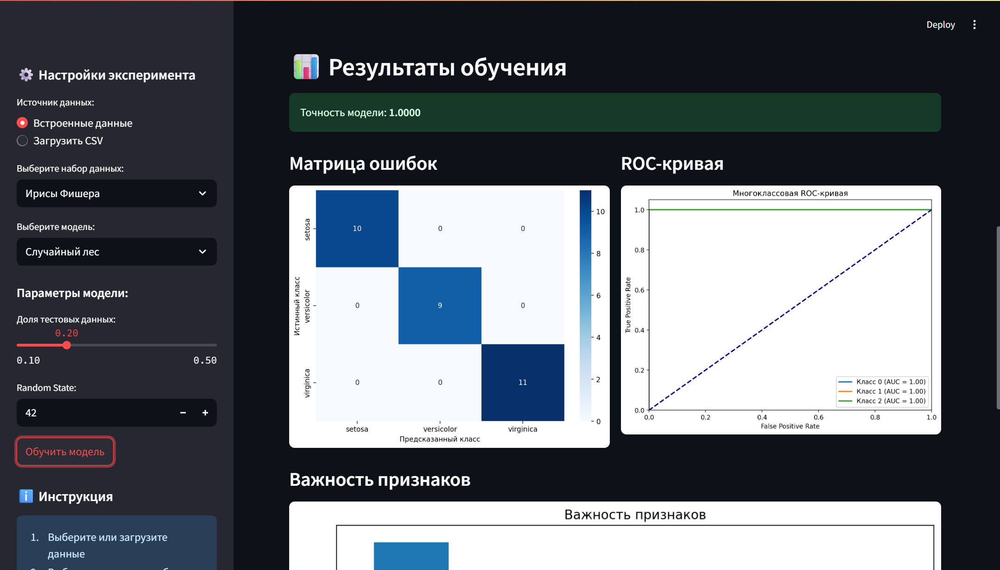 Deploy
Настройки эксперимента
Источник данных:
Встроенные данные
Загрузить CSV
Выберите набор данных:
Ирисы Фишера
Выберите модель:
Случайный лес
Параметры модели:
Доля тестовых данных:
0.20
0.10 0.50
Random State:
42
Обучить модель
Инструкция
1. Выберите или загрузите
данные
Результаты обучения
Точность модели: 1.0000
Матрица ошибок
setosa
versicolor
virginica
Истинный класс
10 0 0
0 9 0
0 0 11
setosa versicolor virginica
Предсказанный класс
10
8
6
4
2
0
ROC-кривая
Многоклассовая ROC-кривая
True Positive Rate
1.0
0.8
0.6
0.4
0.2
0.0
Класс 0 (AUC = 1.00)
Класс 1 (AUC = 1.00)
Класс 2 (AUC = 1.00)
0.0 0.2 0.4 0.6 0.8 1.0
False Positive Rate
Важность признаков
Важность признаков